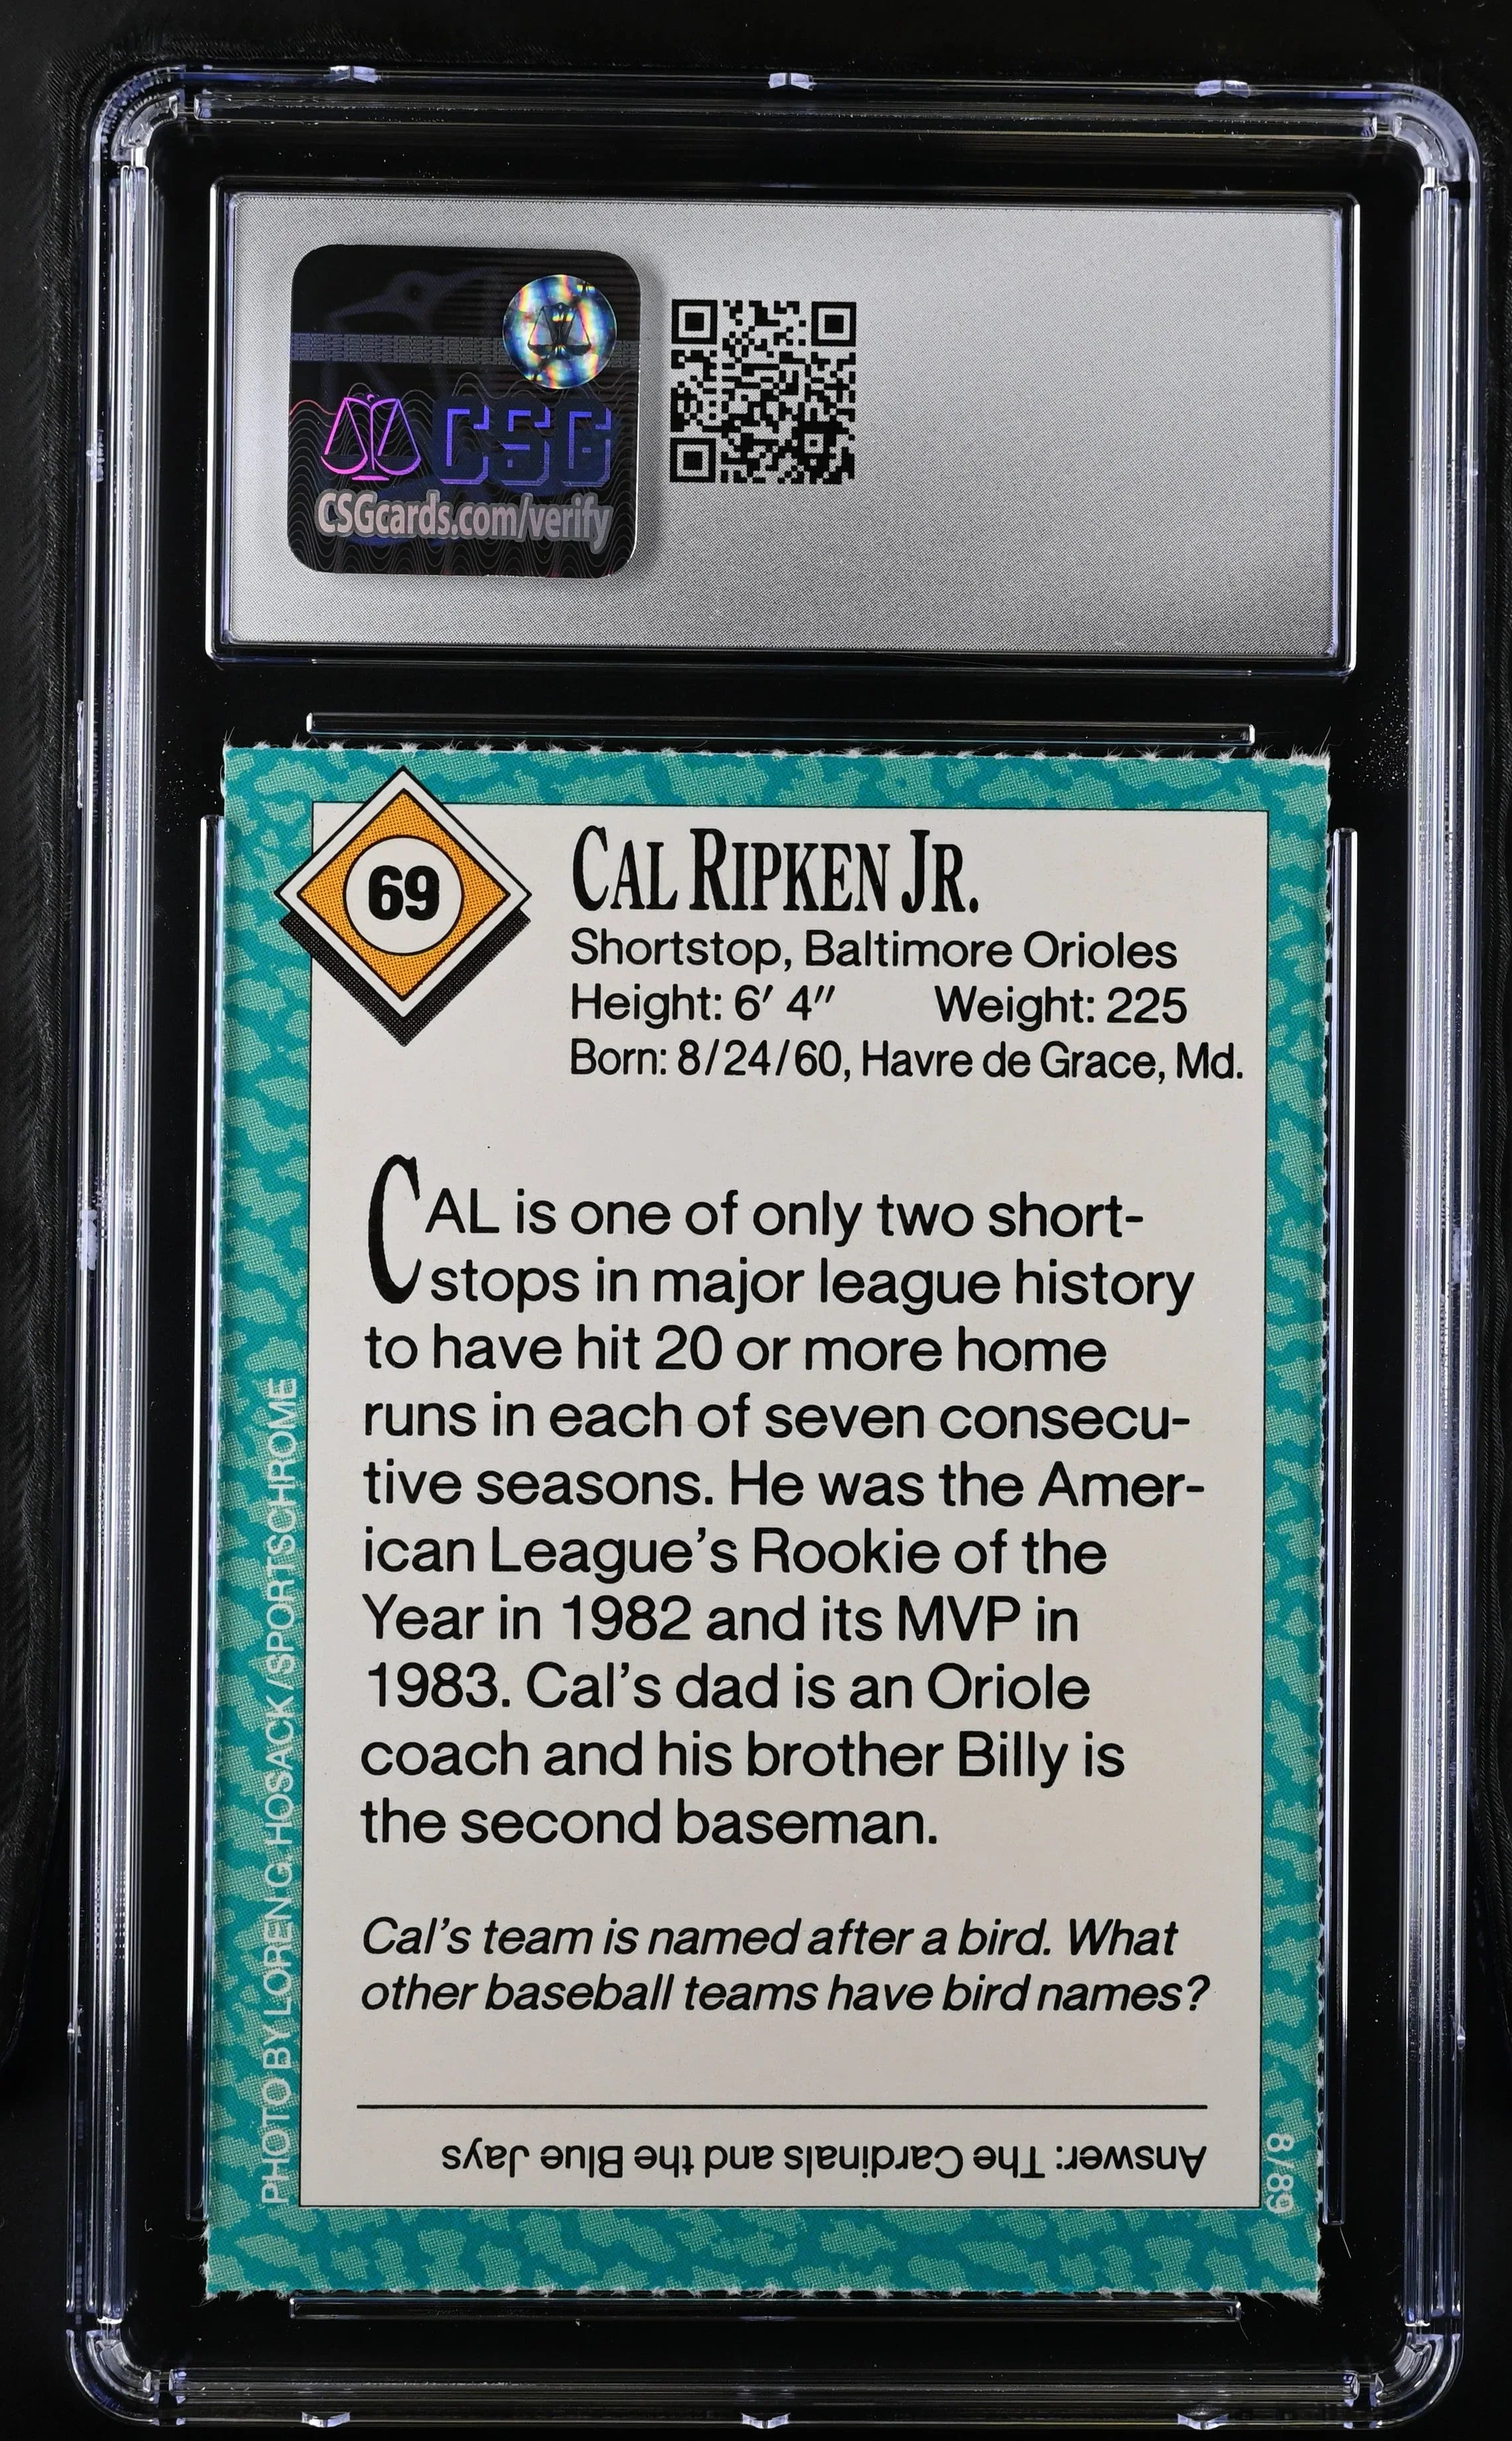 CSG
CSGcards.com/verify
69
CAL RIPKEN JR.
Shortstop, Baltimore Orioles
Height: 6′ 4″ Weight: 225
Born: 8/24/60, Havre de Grace, Md.
CAL is one of only two short-
stops in major league history
to have hit 20 or more home
runs in each of seven consecu-
tive seasons. He was the Amer-
ican League's Rookie of the
Year in 1982 and its MVP in
1983. Cal's dad is an Oriole
coach and his brother Billy is
the second baseman.
Cal's team is named after a bird. What
other baseball teams have bird names?
Answer: The Cardinals and the Blue Jays
PHOTO BY LOREN G. HOSACK/SPORTSCHROME
8/89